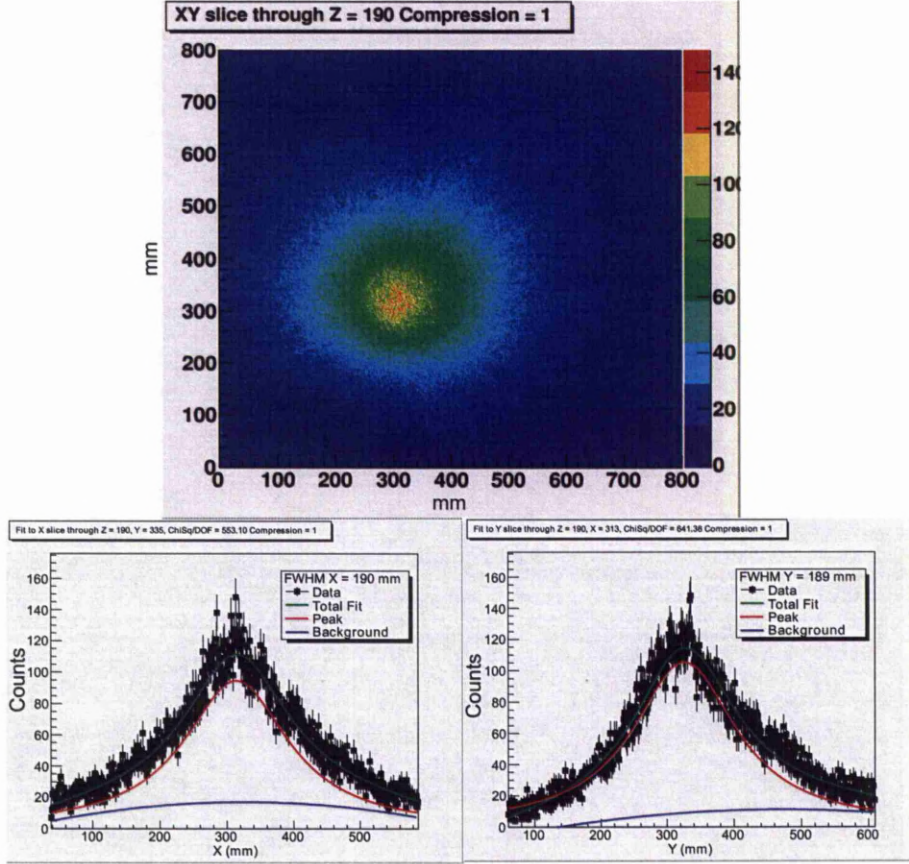 XY slice through Z = 190 Compression = 1
800
700
600
500
400
300
200
100
0
mm
0 100 200 300 400 500 600 700 800
mm
140
120
100
80
60
40
20
0
Fit to X slice through Z = 190, Y = 335, ChiSq/DOF = 553.10 Compression = 1
FWHM X = 190 mm
Data
Total Fit
Peak
Background
160
140
120
100
80
60
40
20
0
Counts
100 200 300 400 500
X (mm)
Fit to Y slice through Z = 190, X = 313, ChiSq/DOF = 641.38 Compression = 1
FWHM Y = 189 mm
Data
Total Fit
Peak
Background
160
140
120
100
80
60
40
20
0
Counts
100 200 300 400 500 600
Y (mm)